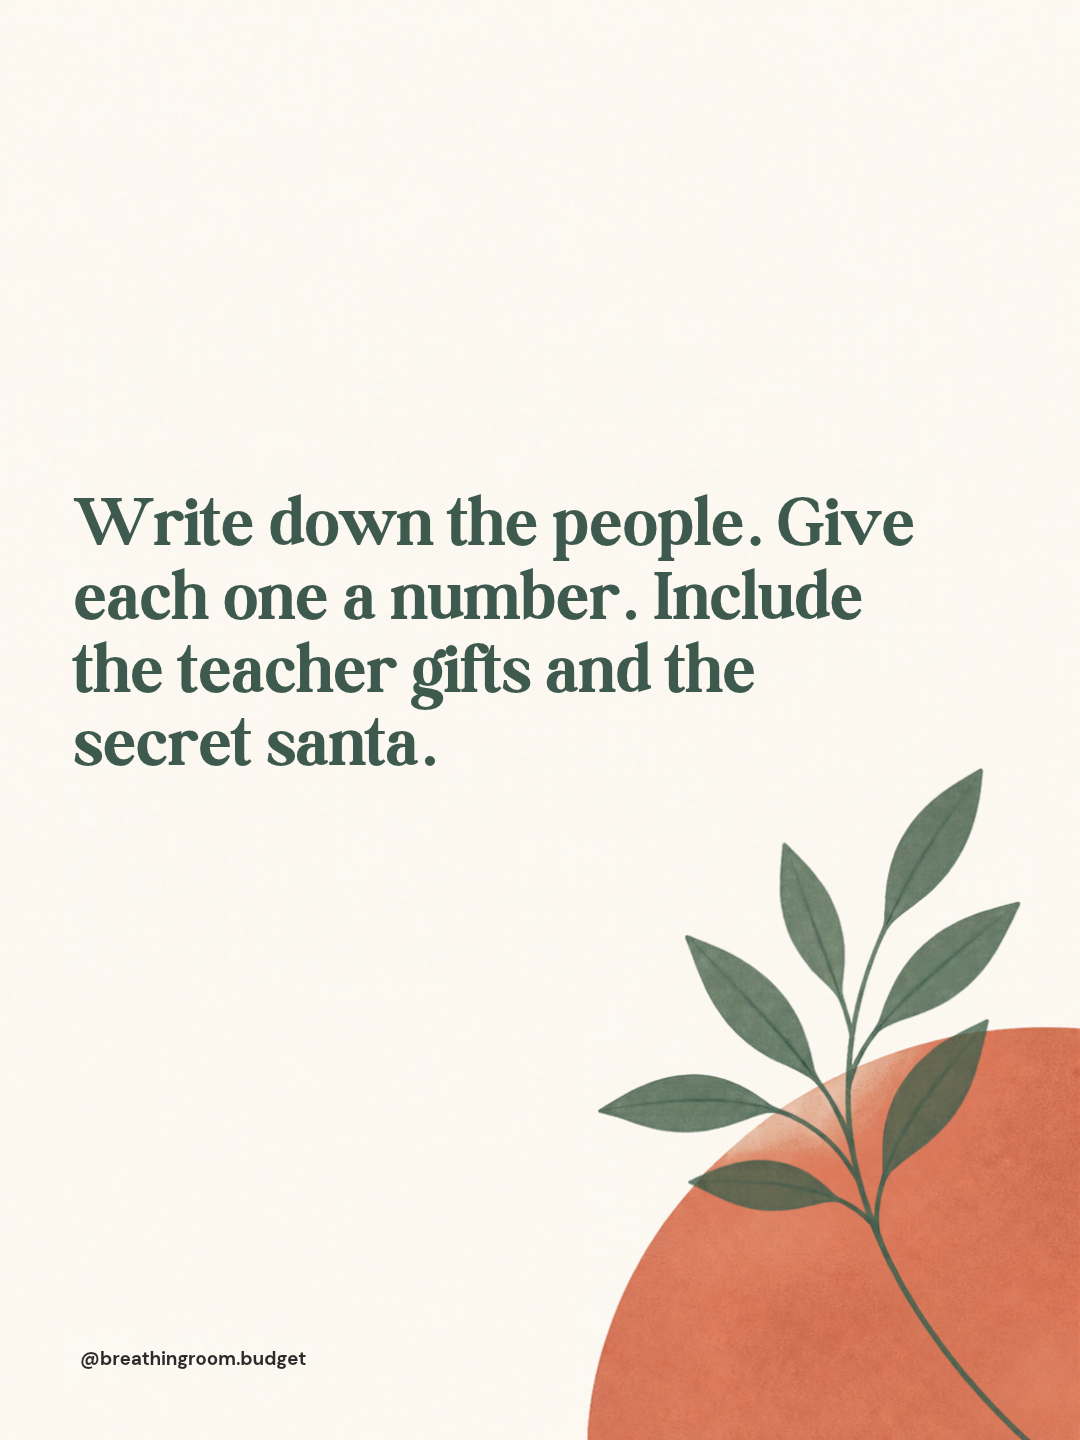 Write down the people. Give
each one a number. Include
the teacher gifts and the
secret santa.
@breathingroom.budget